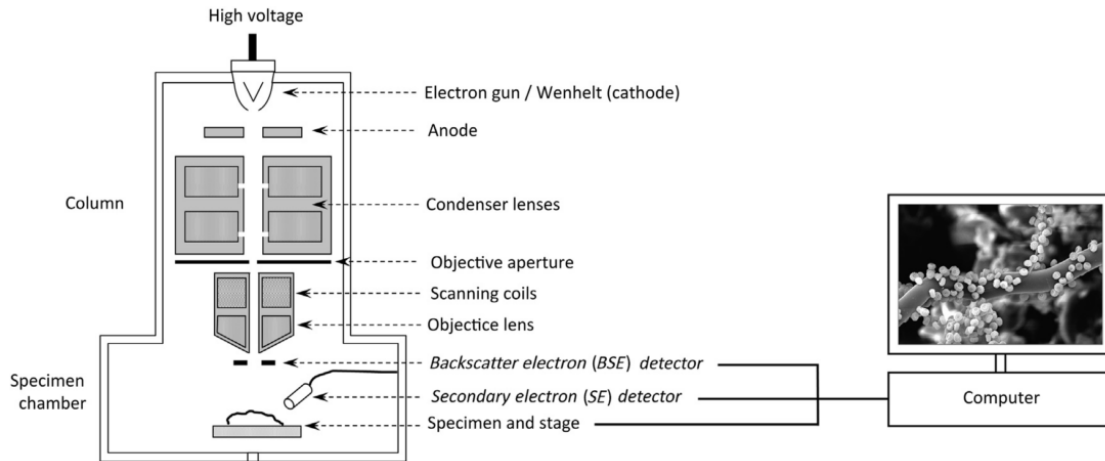 High voltage
Electron gun / Wenhelt (cathode)
Anode
Column
Condenser lenses
Objective aperture
Scanning coils
Objectice lens
Backscatter electron (BSE) detector
Specimen
chamber
Secondary electron (SE) detector
Specimen and stage
Computer